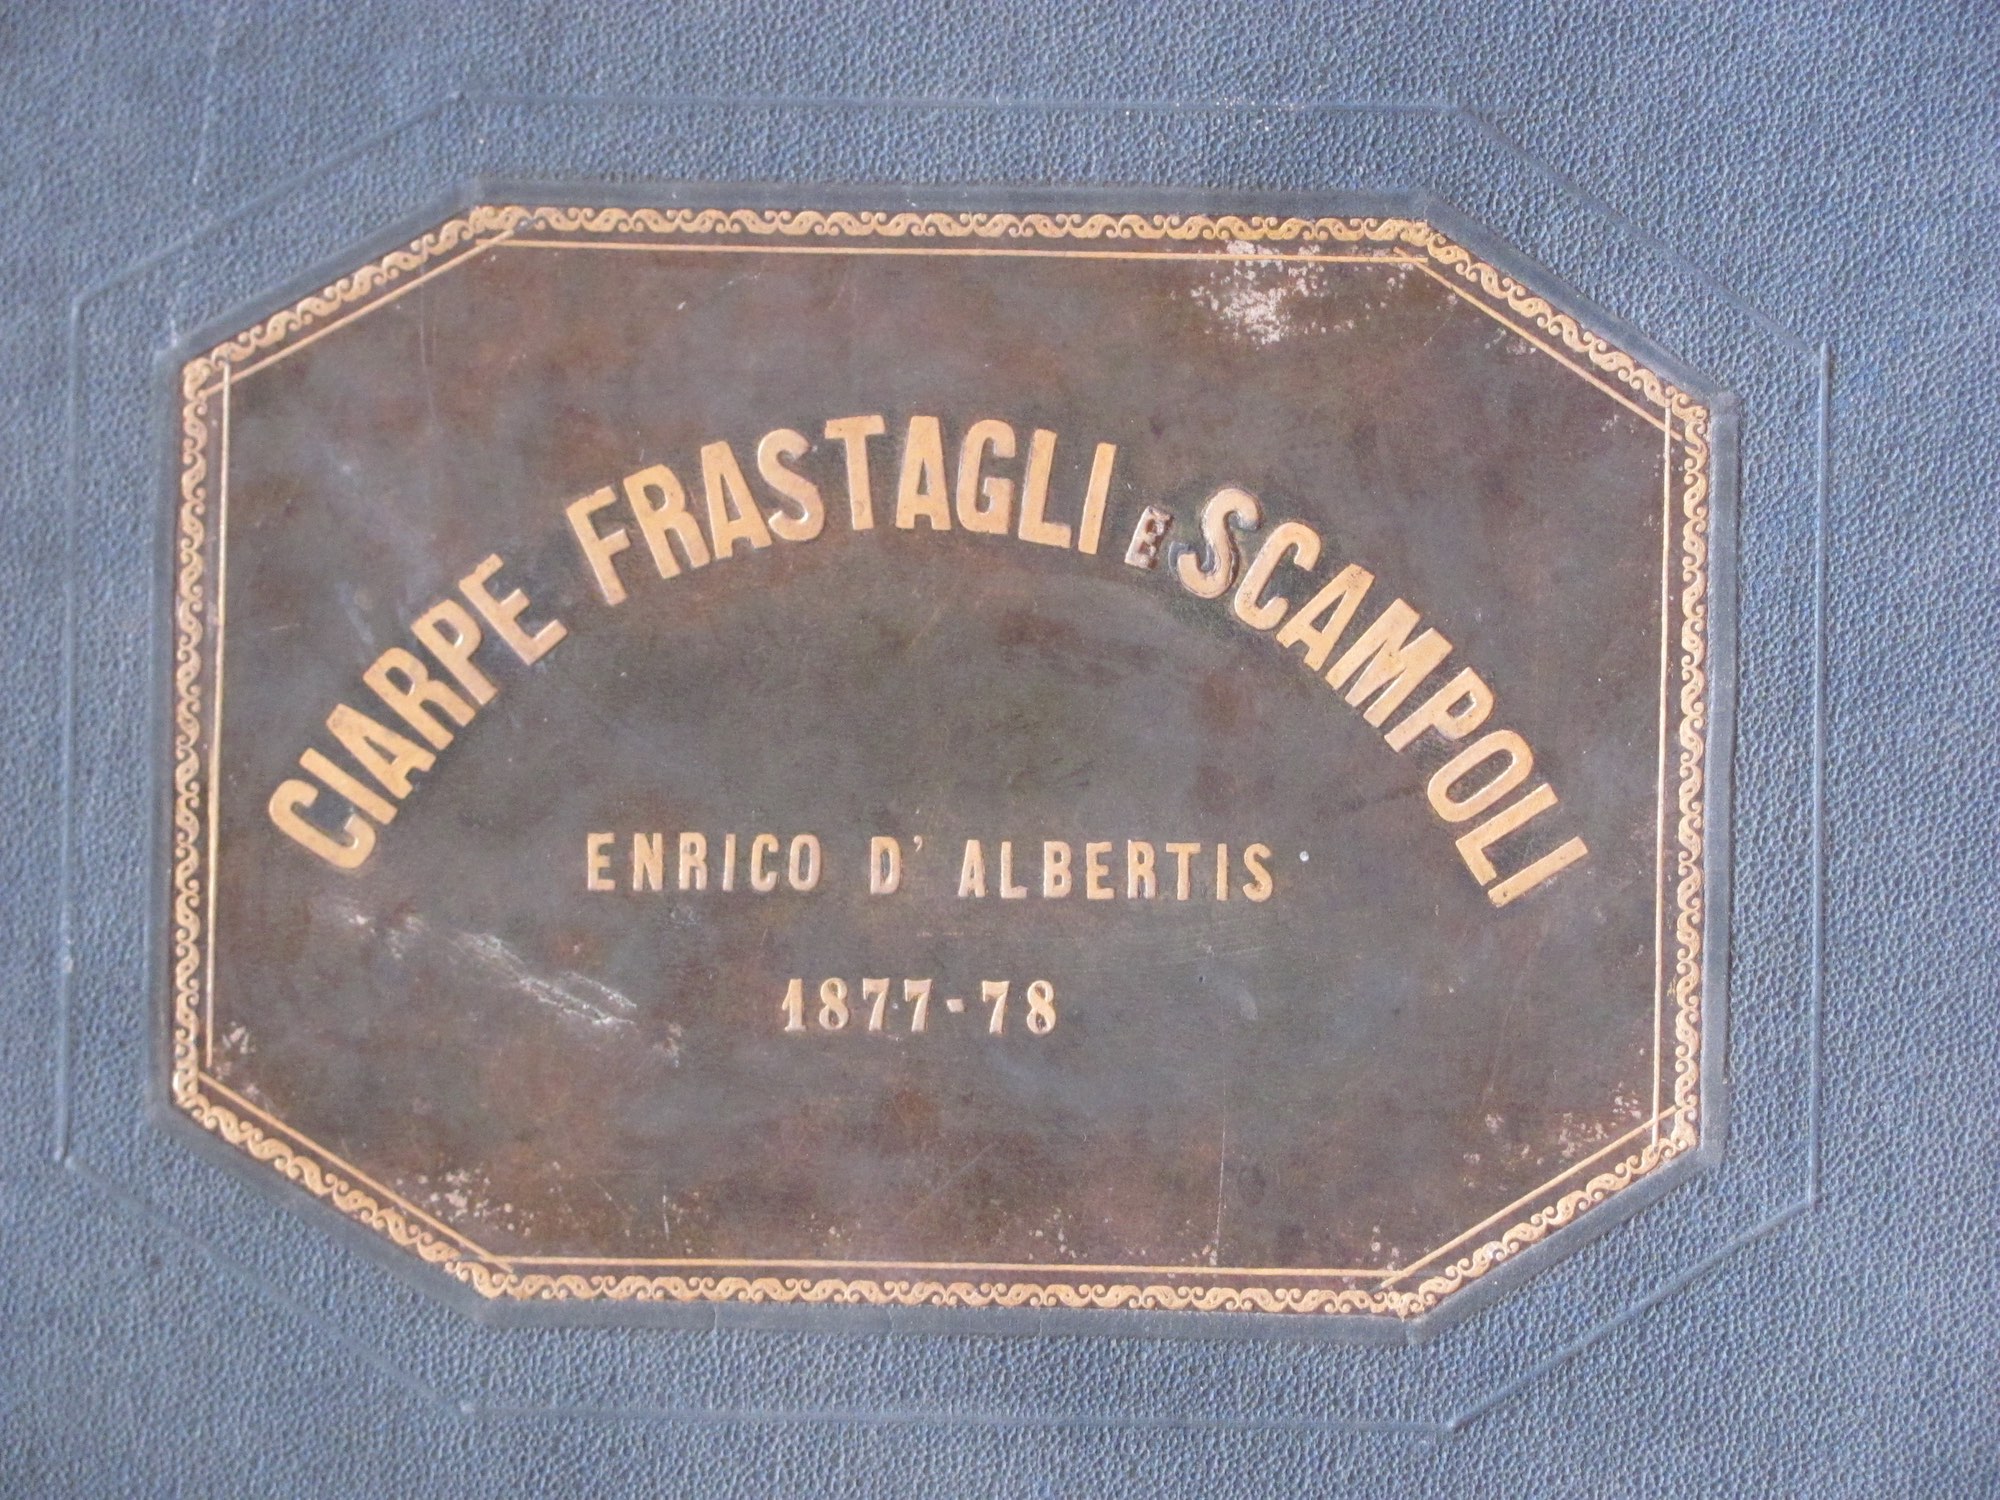 CIARPE FRASTAGLI E SCAMPOLI
ENRICO D' ALBERTIS
1877-78